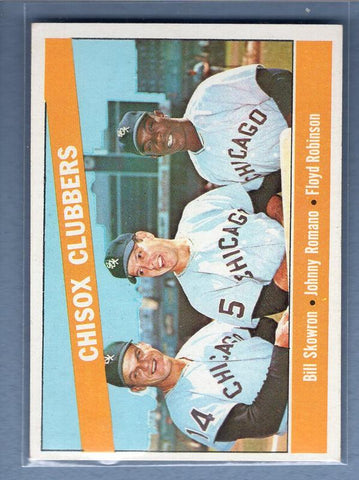 CHISOX CLUBBERS
CHICAGO
CHICAGO
5
CHICAGO
14
Bill Skowron • Johnny Romano • Floyd Robinson